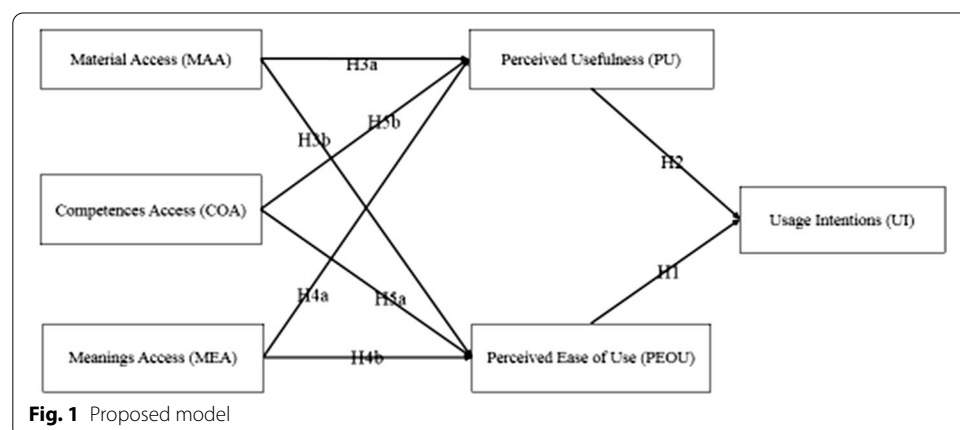 Material Access (MAA)
H3a
Perceived Usefulness (PU)
H5b
H3b
H2
Competences Access (COA)
Usage Intentions (UI)
H1
H4a
H5a
Meanings Access (MEA)
H4b
Perceived Ease of Use (PEOU)
Fig. 1 Proposed model